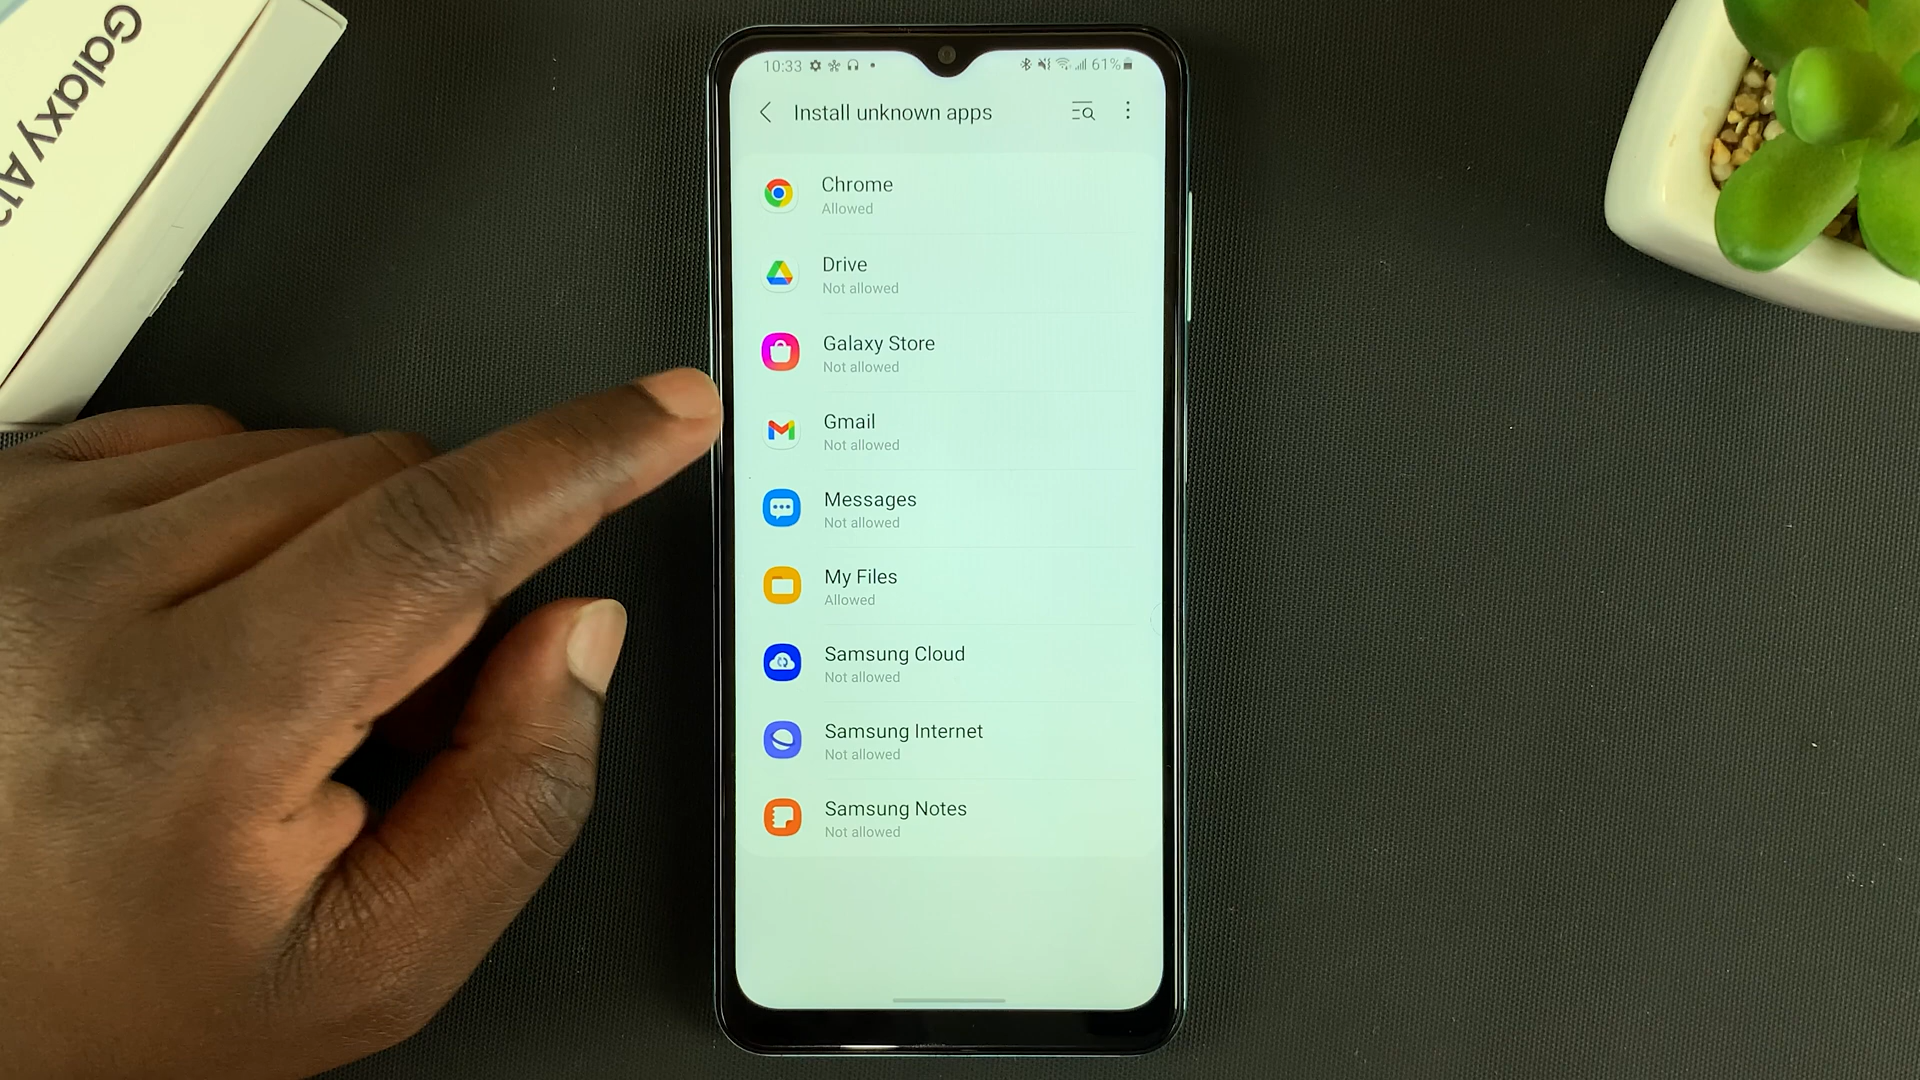 Galaxy A13
10:33
61%
Install unknown apps
Chrome
Allowed
Drive
Not allowed
Galaxy Store
Not allowed
Gmail
Not allowed
Messages
Not allowed
My Files
Allowed
Samsung Cloud
Not allowed
Samsung Internet
Not allowed
Samsung Notes
Not allowed